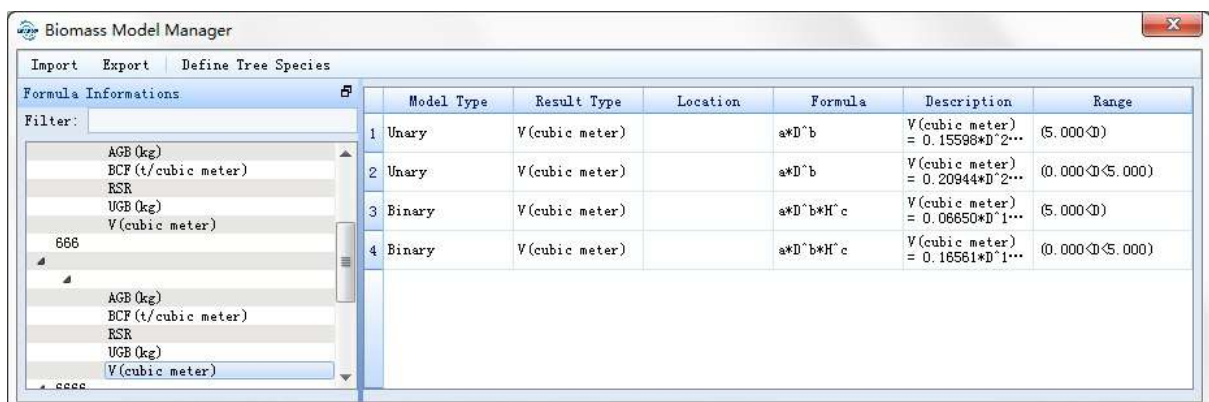 Biomass Model Manager
Import Export Define Tree Species
Formula Informations
Filter:
AGB(kg)
BCF(t/cubic meter)
RSR
UGB(kg)
V(cubic meter)
666
AGB(kg)
BCF(t/cubic meter)
RSR
UGB(kg)
V(cubic meter)
6666
Model Type Result Type Location Formula Description Range
1 Unary V(cubic meter) a*D^b V(cubic meter) = 0.15598*D^2… (5.000<D)
2 Unary V(cubic meter) a*D^b V(cubic meter) = 0.20944*D^2… (0.000<D<5.000)
3 Binary V(cubic meter) a*D^b*H^c V(cubic meter) = 0.06650*D^1… (5.000<D)
4 Binary V(cubic meter) a*D^b*H^c V(cubic meter) = 0.16561*D^1… (0.000<D<5.000)